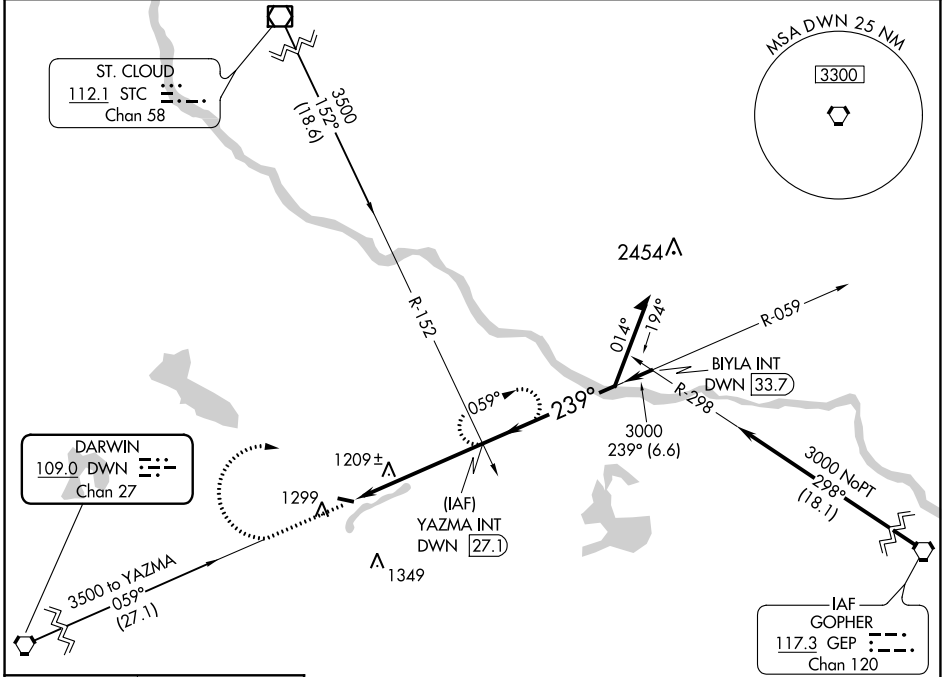 ST. CLOUD
112.1 STC
Chan 58
3500
152°
(18.6)
MSA DWN 25 NM
3300
2454
R-152
014°
194°
R-059
BIYLA INT
DWN 33.7
R-298
059°
239°
3000
239° (6.6)
3000 NoPT
298°
(18.1)
DARWIN
109.0 DWN
Chan 27
1209±
1299
(IAF)
YAZMA INT
DWN 27.1
1349
3500 to YAZMA
059°
(27.1)
IAF
GOPHER
117.3 GEP
Chan 120